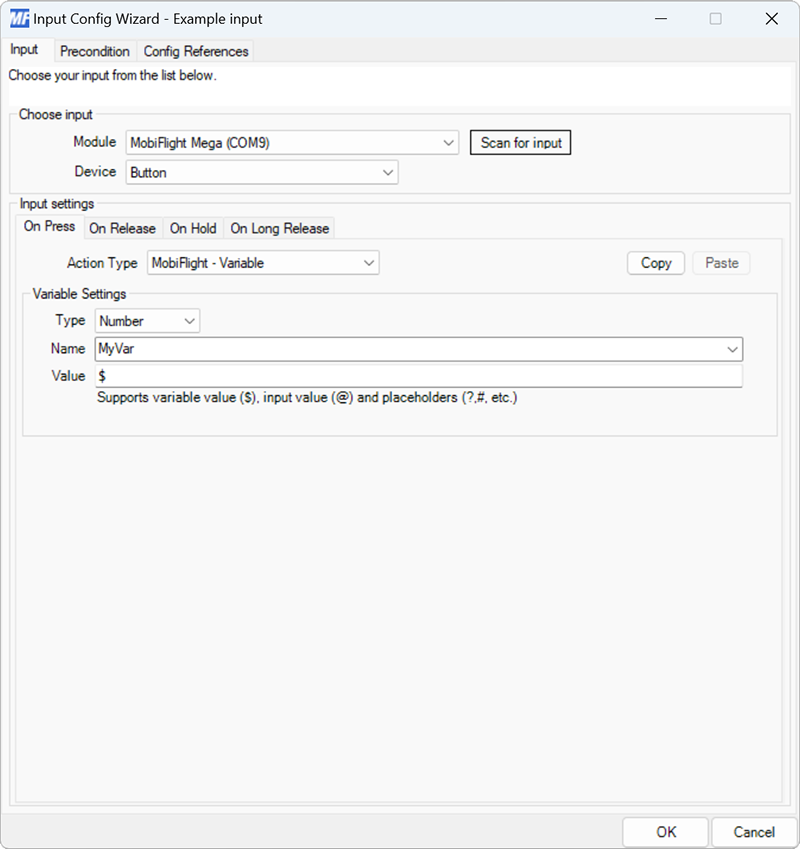 MF Input Config Wizard - Example input
Input Precondition Config References
Choose your input from the list below.
Choose input
Module MobiFlight Mega (COM9) Scan for input
Device Button
Input settings
On Press On Release On Hold On Long Release
Action Type MobiFlight - Variable Copy Paste
Variable Settings
Type Number
Name MyVar
Value $
Supports variable value ($), input value (@) and placeholders (?,#, etc.)
OK Cancel